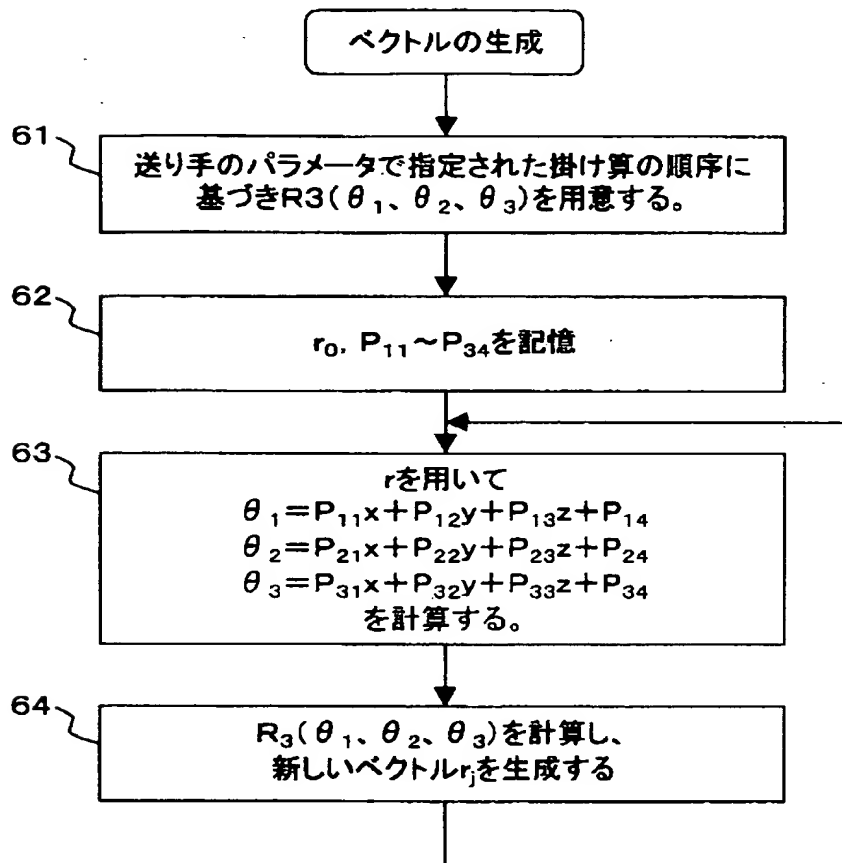 ベクトルの生成
61
送り手のパラメータで指定された掛け算の順序に
基づきR3(θ₁、θ₂、θ₃)を用意する。
62
r₀, P₁₁~P₃₄を記憶
63
rを用いて
θ₁=P₁₁x+P₁₂y+P₁₃z+P₁₄
θ₂=P₂₁x+P₂₂y+P₂₃z+P₂₄
θ₃=P₃₁x+P₃₂y+P₃₃z+P₃₄
を計算する。
64
R₃(θ₁、θ₂、θ₃)を計算し、
新しいベクトルrⱼを生成する